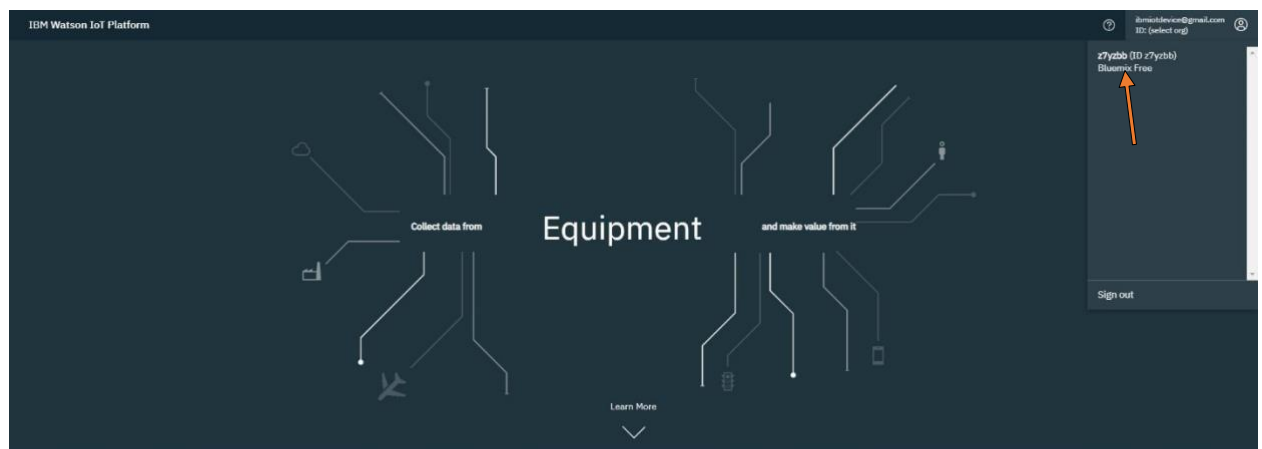 IBM Watson IoT Platform
ibmiotdevice@gmail.com
ID: (select org)
z7yzbb (ID z7yzbb)
Bluemix Free
Collect data from
Equipment
and make value from it
Sign out
Learn More